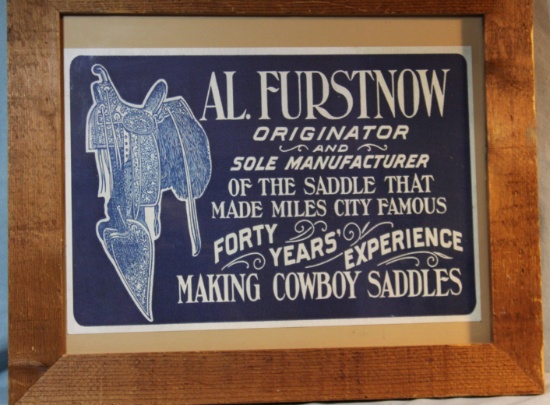 AL. FURSTNOW
ORIGINATOR
AND
SOLE MANUFACTURER
OF THE SADDLE THAT
MADE MILES CITY FAMOUS
FORTY YEARS' EXPERIENCE
MAKING COWBOY SADDLES